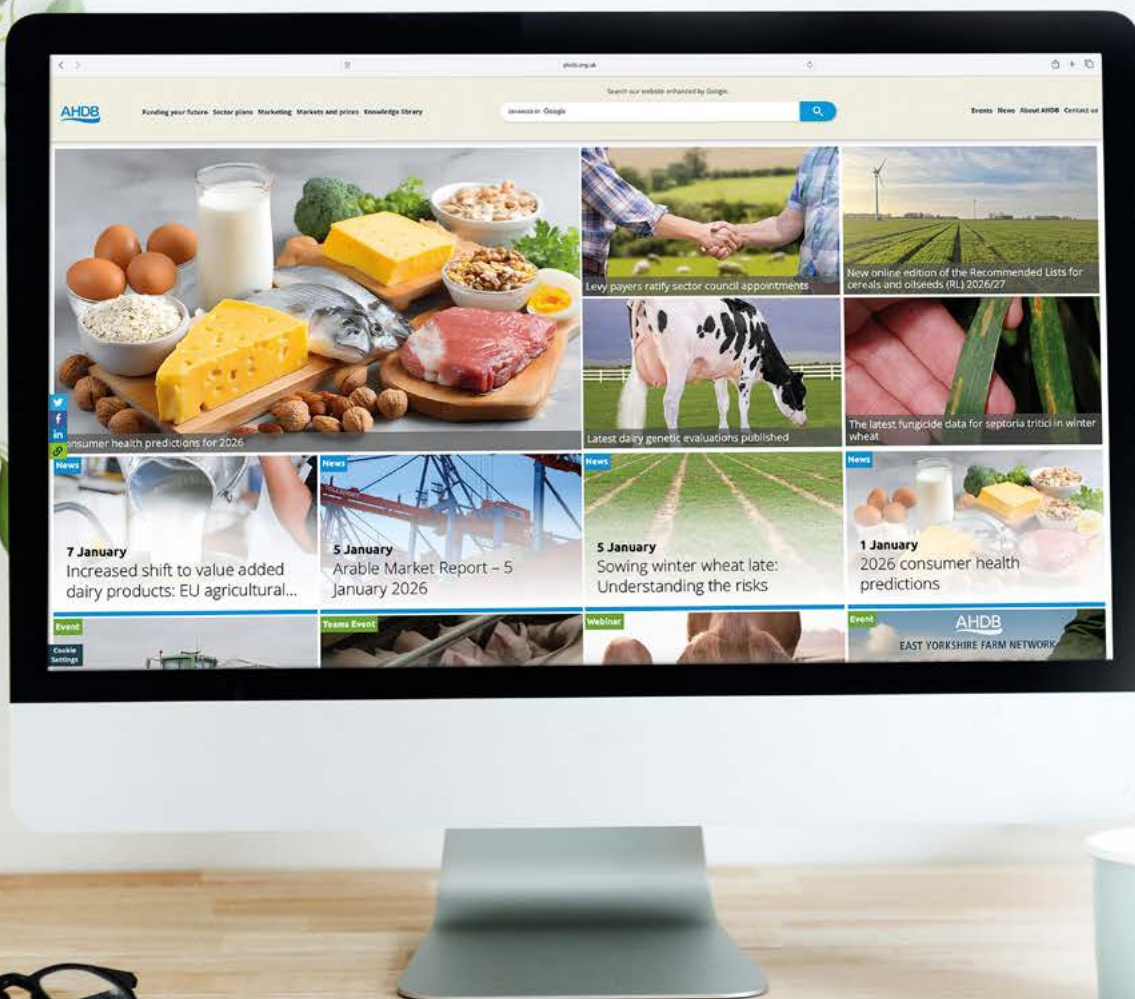 ahdb.org.uk
Search our website enhanced by Google.
AHDB
Funding your future Sector plans Marketing Markets and prices Knowledge library
ENHANCED BY Google
Events News About AHDB Contact us
Levy payers ratify sector council appointments
New online edition of the Recommended Lists for
cereals and oilseeds (RL) 2026/27
onsumer health predictions for 2026
Latest dairy genetic evaluations published
The latest fungicide data for septoria tritici in winter
wheat
News
7 January
Increased shift to value added
dairy products: EU agricultural...
News
5 January
Arable Market Report – 5
January 2026
News
5 January
Sowing winter wheat late:
Understanding the risks
News
1 January
2026 consumer health
predictions
Event
Cookie
Settings
Teams Event
Webinar
Event
AHDB
EAST YORKSHIRE FARM NETWORK